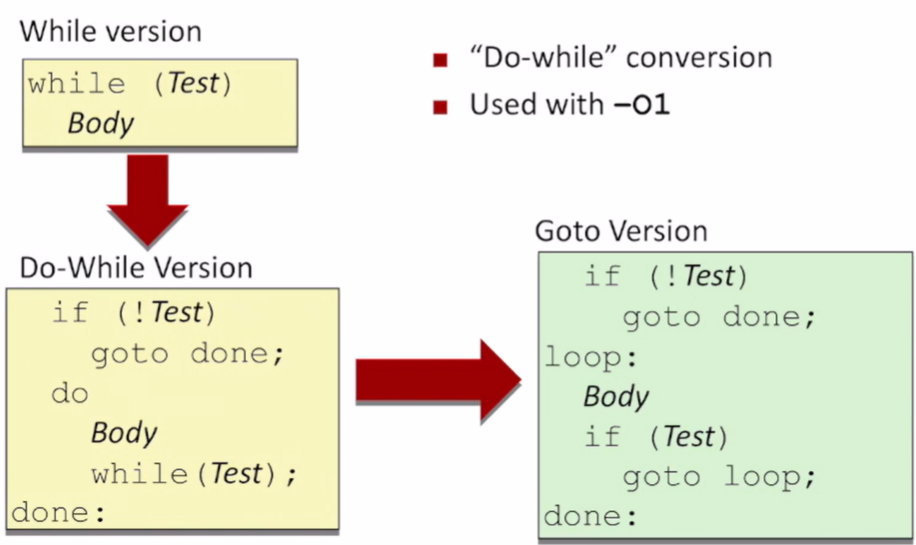 While version
while (Test)
Body
■ “Do-while” conversion
■ Used with –O1
Do-While Version
if (!Test)
goto done;
do
Body
while(Test);
done:
Goto Version
if (!Test)
goto done;
loop:
Body
if (Test)
goto loop;
done: